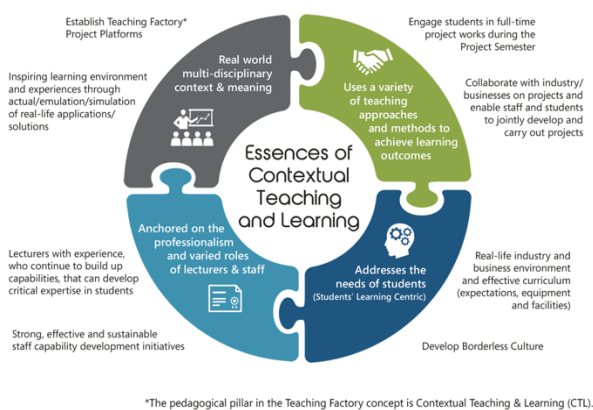 Establish Teaching Factory*
Project Platforms
Inspiring learning environment
and experiences through
actual/emulation/simulation
of real-life applications/
solutions
Real world
multi-disciplinary
context & meaning
Engage students in full-time
project works during the
Project Semester
Collaborate with industry/
businesses on projects and
enable staff and students
to jointly develop and
carry out projects
Uses a variety
of teaching
approaches
and methods to
achieve learning
outcomes
Essences of
Contextual
Teaching
and Learning
Anchored on the
professionalism
and varied roles
of lecturers & staff
Lecturers with experience,
who continue to build up
capabilities, that can develop
critical expertise in students
Strong, effective and sustainable
staff capability development initiatives
Addresses the
needs of students
(Students' Learning Centric)
Real-life industry and
business environment
and effective curriculum
(expectations, equipment
and facilities)
Develop Borderless Culture
*The pedagogical pillar in the Teaching Factory concept is Contextual Teaching & Learning (CTL).